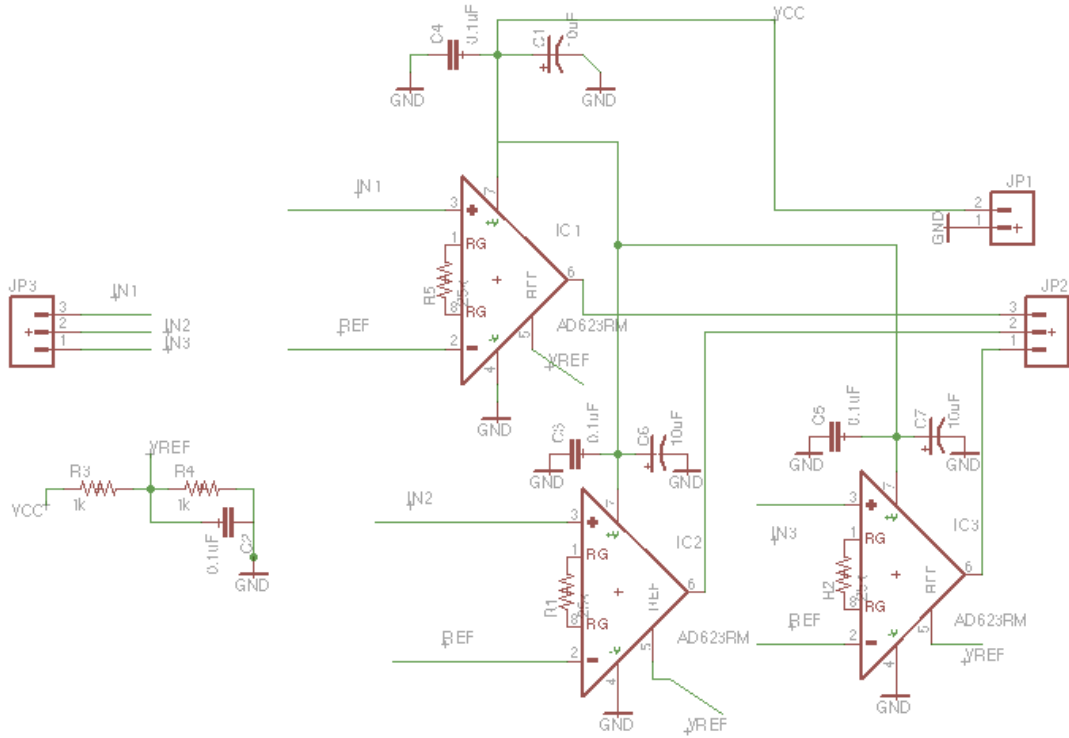 VCC
C4
0.1uF
C1
10uF
GND
GND
IN1
7
3
IC1
1
RG
R5
8
RG
6
REF
5
AD623RM
REF
2
4
VREF
GND
JP1
2
1
GND
JP3
3
2
1
IN1
IN2
IN3
JP2
3
2
1
VREF
R3
R4
1k
1k
VCC
0.1uF
C2
GND
0.1uF
C6
10uF
GND
GND
IN2
7
3
IC2
1
RG
R1
8
RG
6
REF
5
AD623RM
REF
2
4
VREF
GND
C5
0.1uF
C7
10uF
GND
GND
IN3
7
3
IC3
1
RG
8
RG
6
REF
5
AD623RM
REF
2
4
VREF
GND